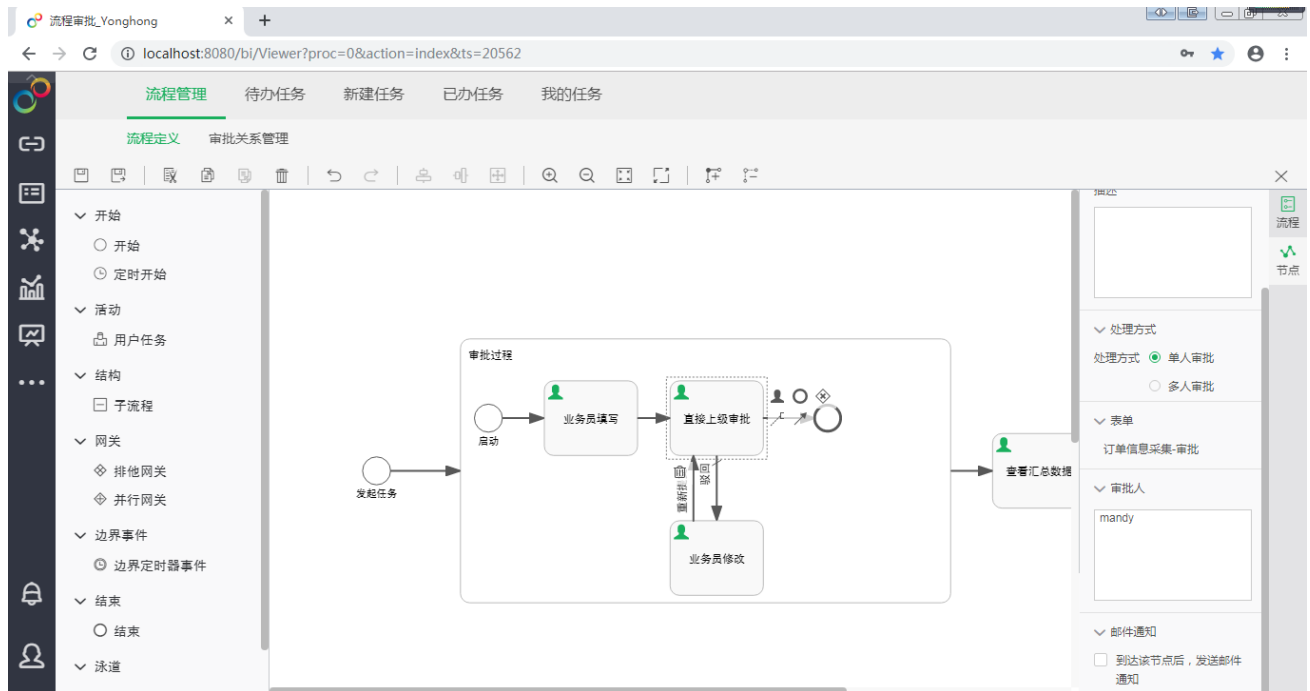 流程审批_Yonghong
localhost:8080/bi/Viewer?proc=0&action=index&ts=20562
流程管理 待办任务 新建任务 已办任务 我的任务
流程定义 审批关系管理
开始
开始
定时开始
活动
用户任务
结构
子流程
网关
排他网关
并行网关
边界事件
边界定时器事件
结束
结束
泳道
发起任务
审批过程
启动
业务员填写
直接上级审批
驳回
业务员修改
查看汇总数据
描述
处理方式
处理方式 单人审批
多人审批
表单
订单信息采集-审批
审批人
mandy
邮件通知
到达该节点后，发送邮件
通知
流程
节点